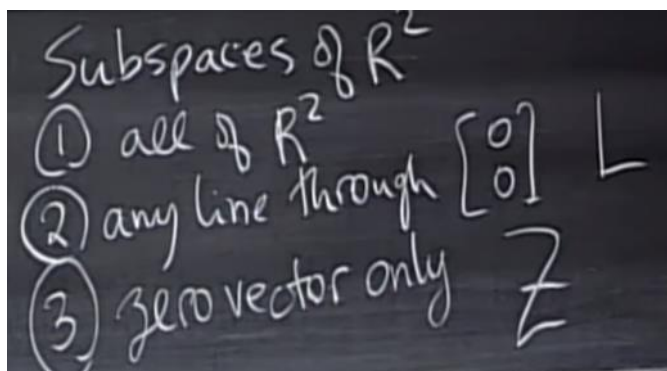 Subspaces of R²
① all of R²
② any line through [0 0] L
③ zero vector only Z